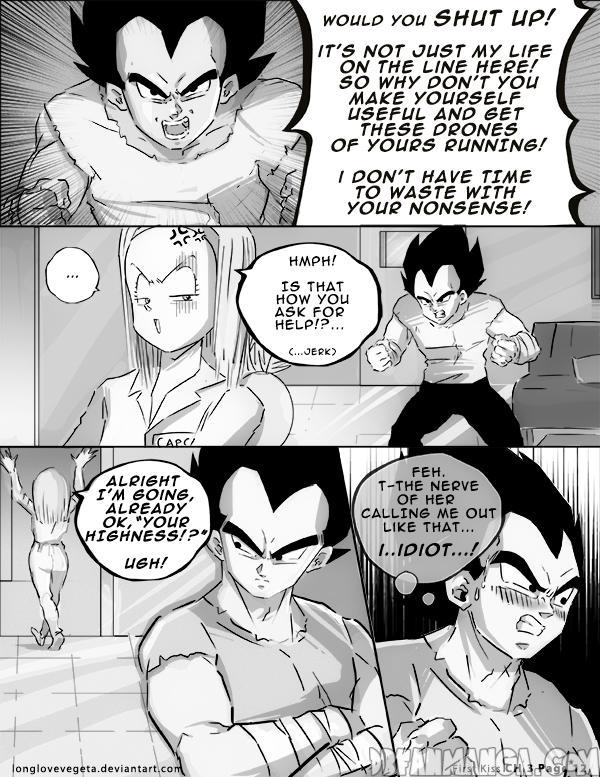 WOULD YOU SHUT UP!
IT'S NOT JUST MY LIFE
ON THE LINE HERE!
SO WHY DON'T YOU
MAKE YOURSELF
USEFUL AND GET
THESE DRONES
OF YOURS RUNNING!
I DON'T HAVE TIME
TO WASTE WITH
YOUR NONSENSE!
...
HMPH!
IS THAT
HOW YOU
ASK FOR
HELP!?...
(...JERK)
CAPC/
ALRIGHT
I'M GOING,
ALREADY
OK, "YOUR
HIGHNESS!?"
UGH!
FEH.
T-THE NERVE
OF HER
CALLING ME OUT
LIKE THAT...
I..IDIOT...!
longlovevegeta.deviantart.com
First Kiss CH 3 Page 12
DBFANMANGA.COM